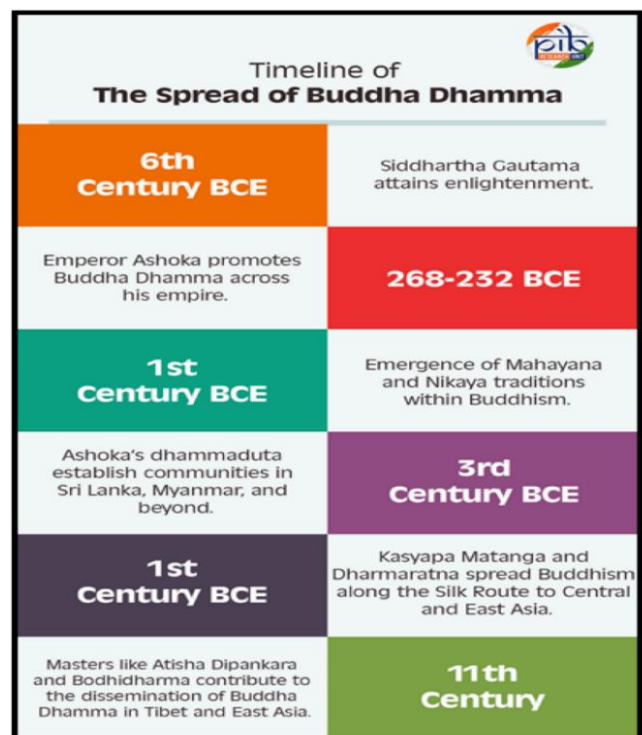 pib
RESEARCH UNIT
Timeline of
The Spread of Buddha Dhamma
6th
Century BCE
Siddhartha Gautama
attains enlightenment.
Emperor Ashoka promotes
Buddha Dhamma across
his empire.
268-232 BCE
1st
Century BCE
Emergence of Mahayana
and Nikaya traditions
within Buddhism.
Ashoka's dhammaduta
establish communities in
Sri Lanka, Myanmar, and
beyond.
3rd
Century BCE
1st
Century BCE
Kasyapa Matanga and
Dharmaratna spread Buddhism
along the Silk Route to Central
and East Asia.
Masters like Atisha Dipankara
and Bodhidharma contribute to
the dissemination of Buddha
Dhamma in Tibet and East Asia.
11th
Century